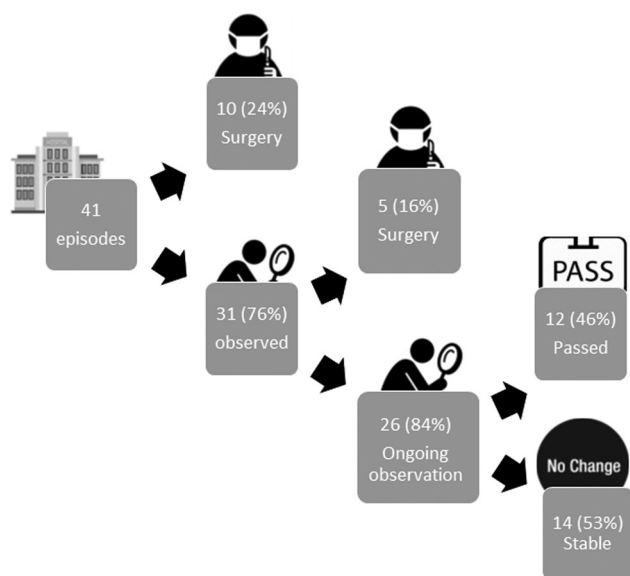 HOSPITAL
10 (24%)
Surgery
41
episodes
5 (16%)
Surgery
31 (76%)
observed
PASS
12 (46%)
Passed
26 (84%)
Ongoing
observation
No Change
14 (53%)
Stable